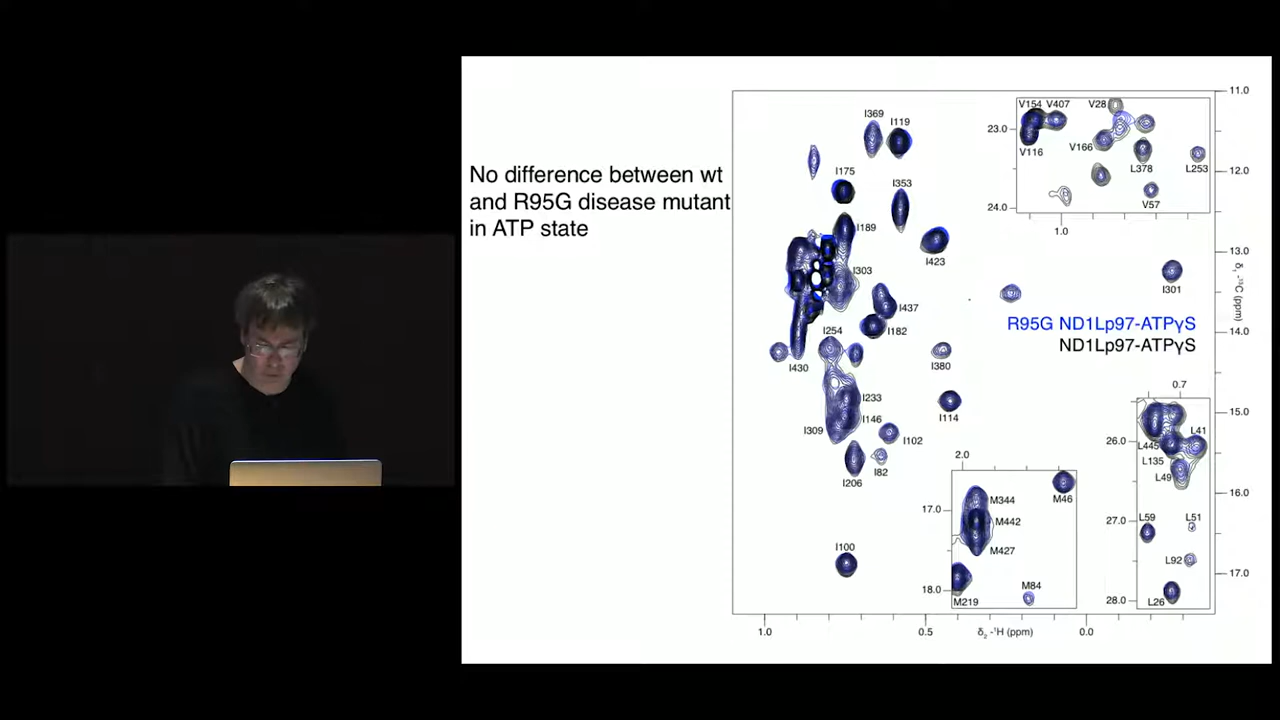 No difference between wt
and R95G disease mutant
in ATP state
11.0
12.0
13.0
14.0
15.0
16.0
17.0
δ₁ -¹³C (ppm)
1.0
0.5
0.0
δ₂ -¹H (ppm)
I369
I119
I175
I353
I189
I423
I303
I301
I437
I182
I254
I430
I380
I233
I114
I146
I309
I102
I82
I206
I100
R95G ND1Lp97-ATPγS
ND1Lp97-ATPγS
V154
V407
V28
23.0
V116
V166
L378
L253
24.0
V57
1.0
2.0
M46
M344
17.0
M442
M427
18.0
M219
M84
0.7
L41
26.0
L445
L135
L49
27.0
L59
L51
L92
28.0
L26